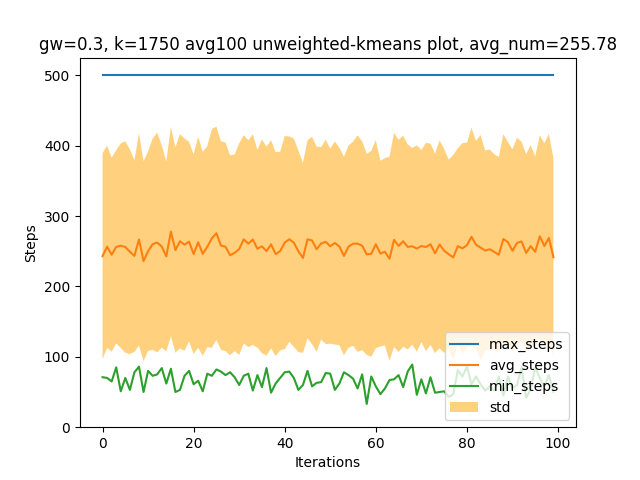 gw=0.3, k=1750 avg100 unweighted-kmeans plot, avg_num=255.78
500
400
300
200
100
0
Steps
0
20
40
60
80
100
Iterations
max_steps
avg_steps
min_steps
std